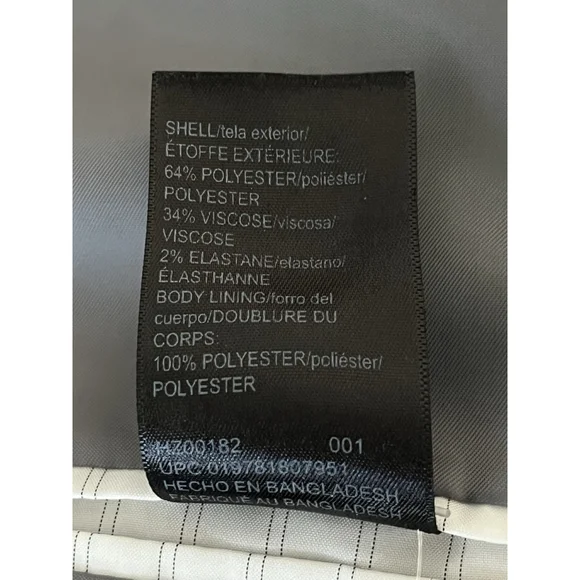 SHELL/tela exterior/
ÉTOFFE EXTÉRIEURE:
64% POLYESTER/poliéster/
POLYESTER
34% VISCOSE/viscosa/
VISCOSE
2% ELASTANE/elastano/
ÉLASTHANNE
BODY LINING/forro del
cuerpo/DOUBLURE DU
CORPS:
100% POLYESTER/poliéster/
POLYESTER
HZ00182 001
UPC 019781807951
HECHO EN BANGLADESH
FABRIQUÉ AU BANGLADESH